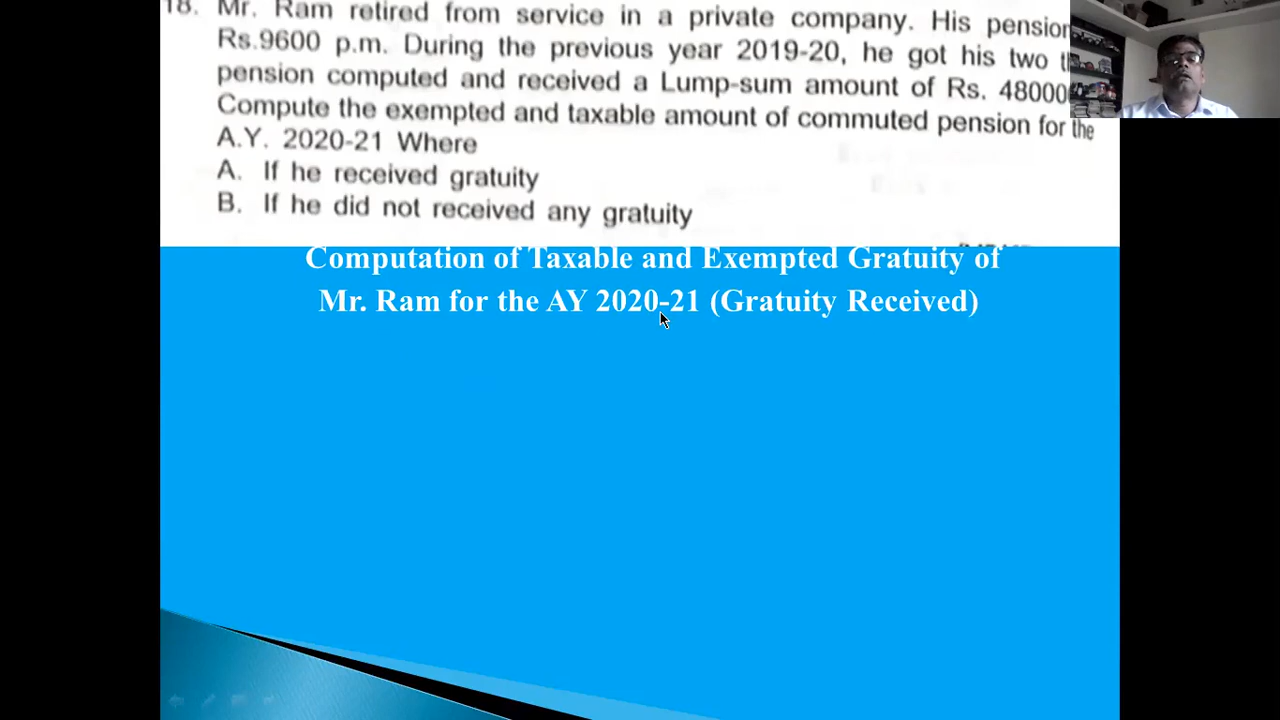 18. Mr. Ram retired from service in a private company. His pension
Rs.9600 p.m. During the previous year 2019-20, he got his two
pension computed and received a Lump-sum amount of Rs. 48000
Compute the exempted and taxable amount of commuted pension for the
A.Y. 2020-21 Where
A. If he received gratuity
B. If he did not received any gratuity
Computation of Taxable and Exempted Gratuity of
Mr. Ram for the AY 2020-21 (Gratuity Received)